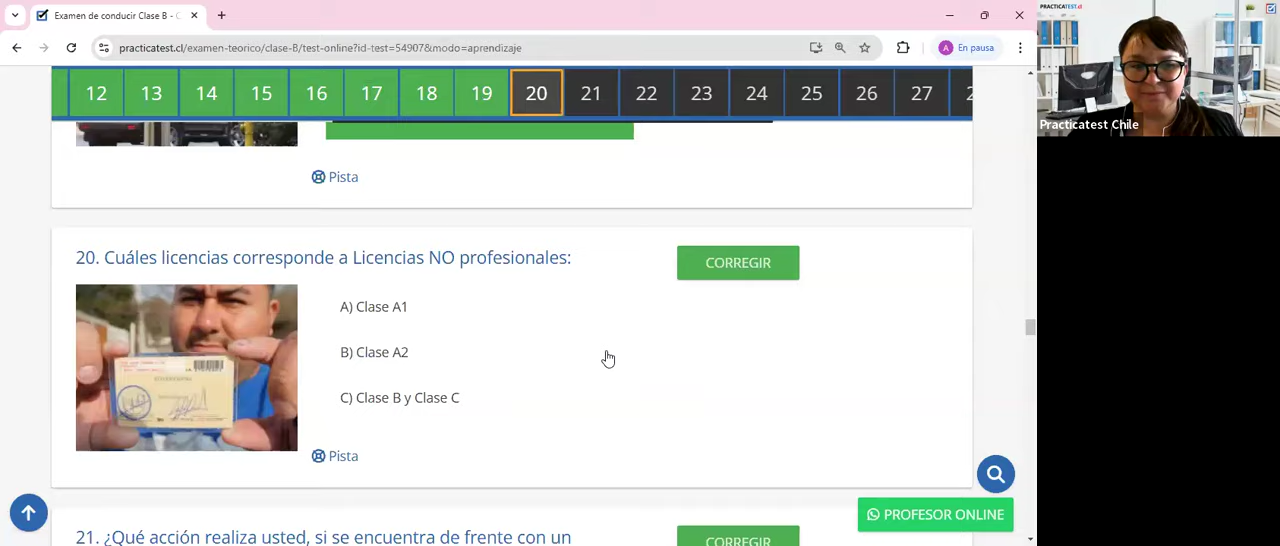 Examen de conducir Clase B - C
practicatest.cl/examen-teorico/clase-B/test-online?id-test=54907&modo=aprendizaje
A
En pausa
12 13 14 15 16 17 18 19 20 21 22 23 24 25 26 27 2
Pista
20. Cuáles licencias corresponde a Licencias NO profesionales:
CORREGIR
A) Clase A1
B) Clase A2
C) Clase B y Clase C
Pista
PROFESOR ONLINE
21. ¿Qué acción realiza usted, si se encuentra de frente con un
CORREGIR
PRACTICATEST.cl
Practicatest Chile